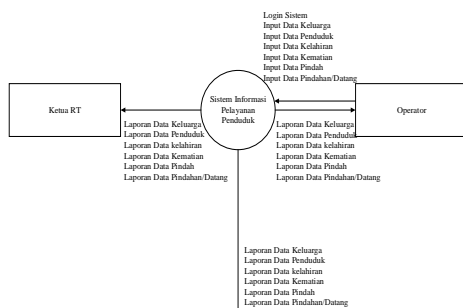 Login Sistem
Input Data Keluarga
Input Data Penduduk
Input Data Kelahiran
Input Data Kematian
Input Data Pindah
Input Data Pindahan/Datang
Ketua RT
Sistem Informasi
Pelayanan
Penduduk
Operator
Laporan Data Keluarga
Laporan Data Penduduk
Laporan Data kelahiran
Laporan Data Kematian
Laporan Data Pindah
Laporan Data Pindahan/Datang
Laporan Data Keluarga
Laporan Data Penduduk
Laporan Data kelahiran
Laporan Data Kematian
Laporan Data Pindah
Laporan Data Pindahan/Datang
Laporan Data Keluarga
Laporan Data Penduduk
Laporan Data kelahiran
Laporan Data Kematian
Laporan Data Pindah
Laporan Data Pindahan/Datang